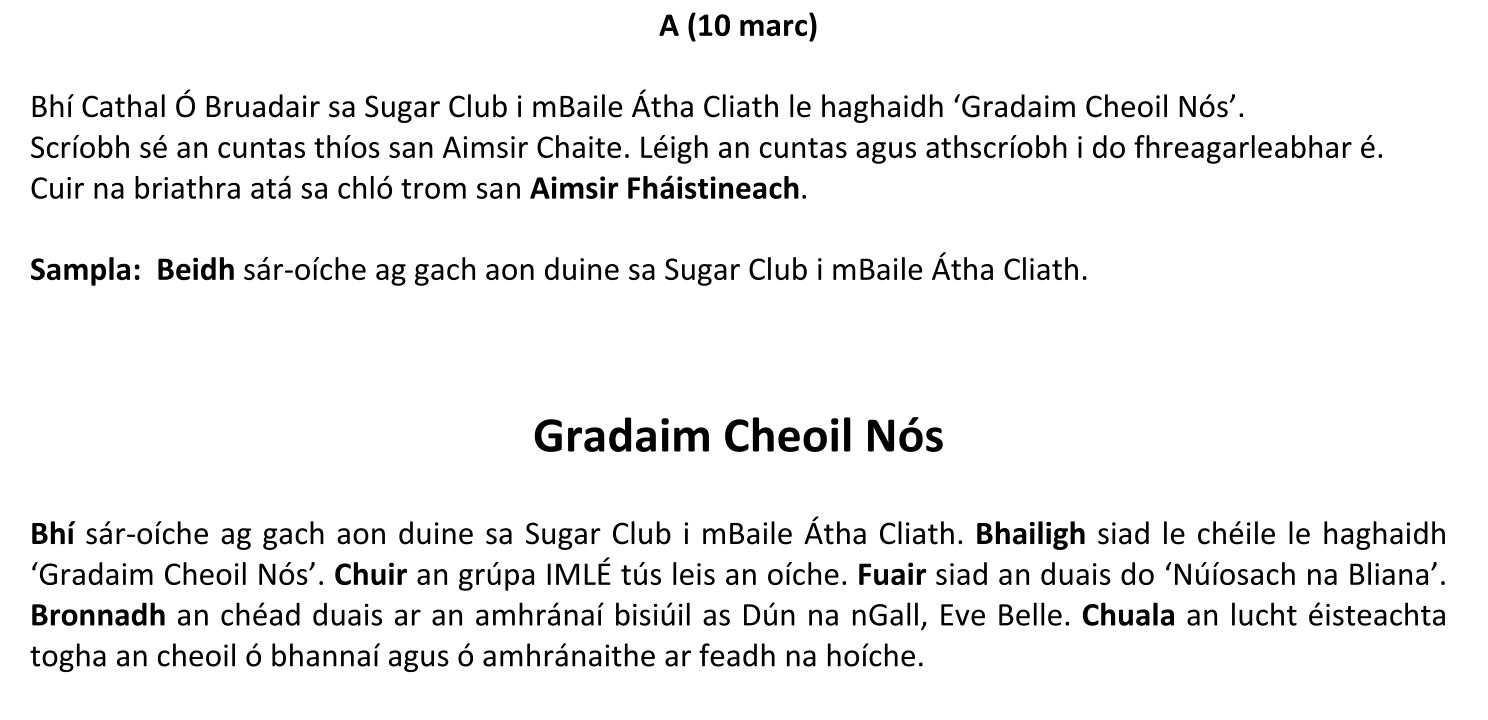 A (10 marc)
Bhí Cathal Ó Bruadair sa Sugar Club i mBaile Átha Cliath le haghaidh ‘Gradaim Cheoil Nós’.
Scríobh sé an cuntas thíos san Aimsir Chaite. Léigh an cuntas agus athscríobh i do fhreagarleabhar é.
Cuir na briathra atá sa chló trom san Aimsir Fháistineach.
Sampla: Beidh sár-oíche ag gach aon duine sa Sugar Club i mBaile Átha Cliath.
Gradaim Cheoil Nós
Bhí sár-oíche ag gach aon duine sa Sugar Club i mBaile Átha Cliath. Bhailigh siad le chéile le haghaidh
‘Gradaim Cheoil Nós’. Chuir an grúpa IMLÉ tús leis an oíche. Fuair siad an duais do ‘Núíosach na Bliana’.
Bronnadh an chéad duais ar an amhránaí bisiúil as Dún na nGall, Eve Belle. Chuala an lucht éisteachta
togha an cheoil ó bhannaí agus ó amhránaithe ar feadh na hoíche.